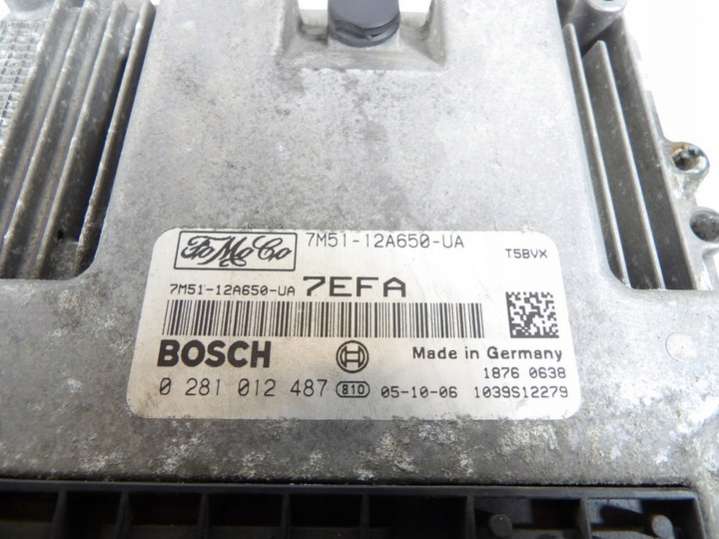 FoMoCo 7M51-12A650-UA
T5BVX
7M51-12A650-UA 7EFA
BOSCH Made in Germany
1876 0638
0 281 012 487 810 05-10-06 1039S12279